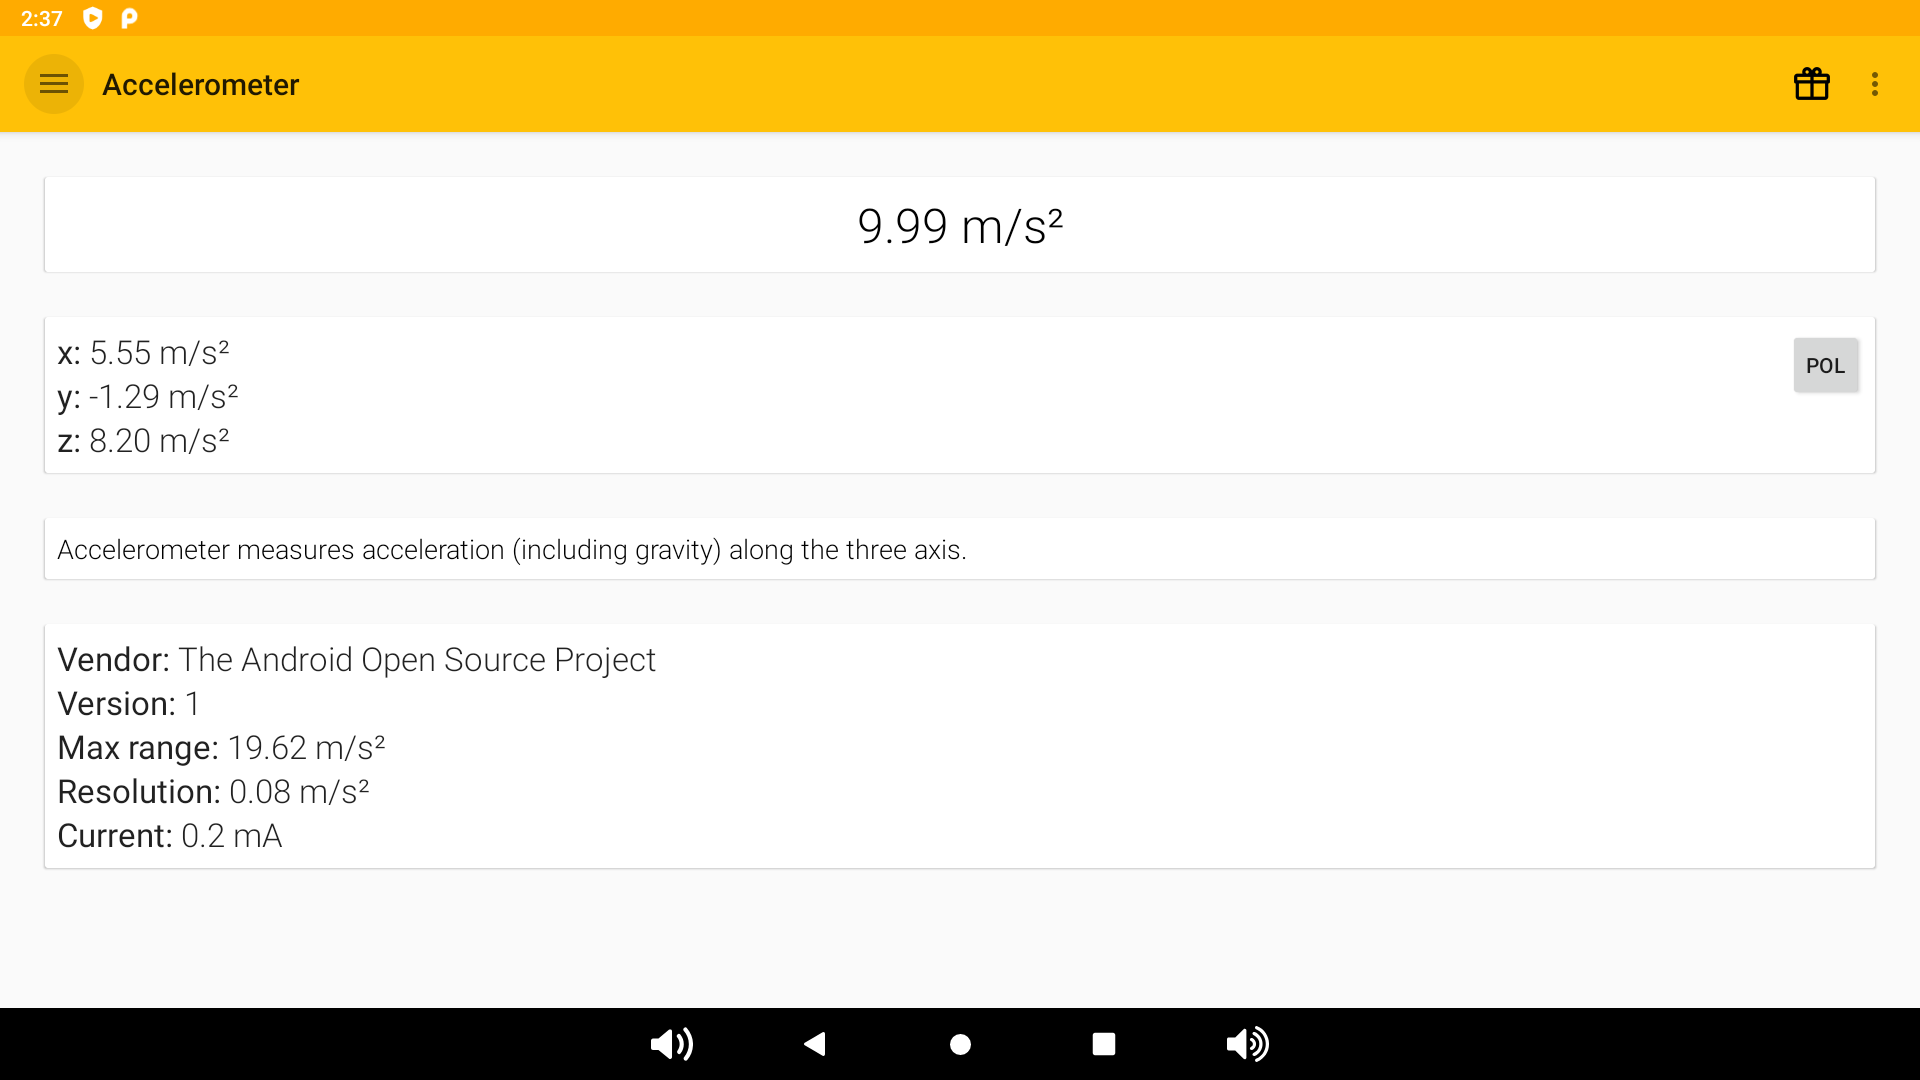 2:37
Accelerometer
9.99 m/s²
x: 5.55 m/s²
y: -1.29 m/s²
z: 8.20 m/s²
POL
Accelerometer measures acceleration (including gravity) along the three axis.
Vendor: The Android Open Source Project
Version: 1
Max range: 19.62 m/s²
Resolution: 0.08 m/s²
Current: 0.2 mA